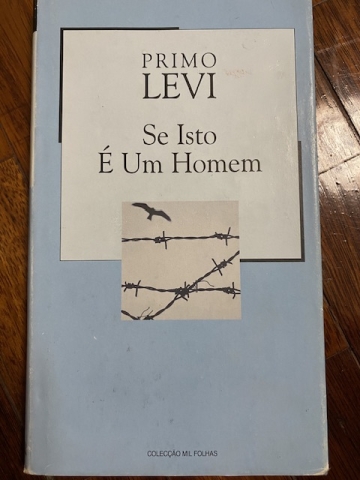 PRIMO
LEVI
Se Isto
É Um Homem
COLECÇÃO MIL FOLHAS